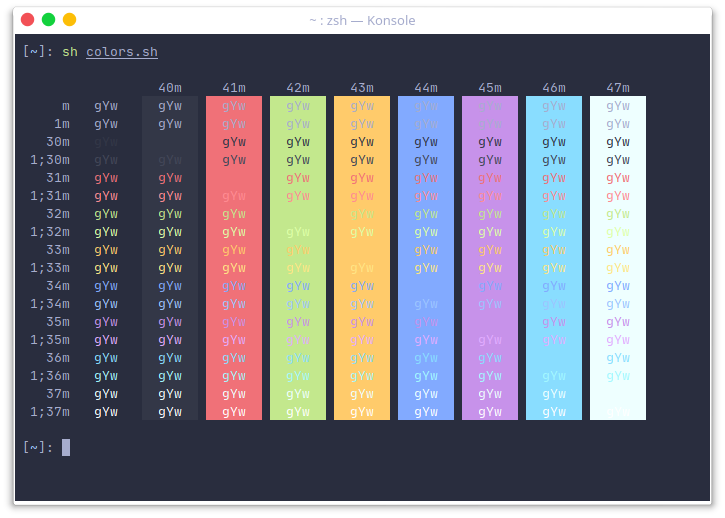 ~ : zsh — Konsole
[~]: sh colors.sh
40m 41m 42m 43m 44m 45m 46m 47m
m gYw gYw gYw gYw gYw gYw gYw gYw gYw
1m gYw gYw gYw gYw gYw gYw gYw gYw gYw
30m gYw gYw gYw gYw gYw gYw gYw gYw
1;30m gYw gYw gYw gYw gYw gYw gYw gYw gYw
31m gYw gYw gYw gYw gYw gYw gYw gYw
1;31m gYw gYw gYw gYw gYw gYw gYw gYw gYw
32m gYw gYw gYw gYw gYw gYw gYw gYw
1;32m gYw gYw gYw gYw gYw gYw gYw gYw gYw
33m gYw gYw gYw gYw gYw gYw gYw gYw
1;33m gYw gYw gYw gYw gYw gYw gYw gYw gYw
34m gYw gYw gYw gYw gYw gYw gYw gYw
1;34m gYw gYw gYw gYw gYw gYw gYw gYw gYw
35m gYw gYw gYw gYw gYw gYw gYw gYw
1;35m gYw gYw gYw gYw gYw gYw gYw gYw gYw
36m gYw gYw gYw gYw gYw gYw gYw gYw
1;36m gYw gYw gYw gYw gYw gYw gYw gYw gYw
37m gYw gYw gYw gYw gYw gYw gYw gYw
1;37m gYw gYw gYw gYw gYw gYw gYw gYw
[~]: